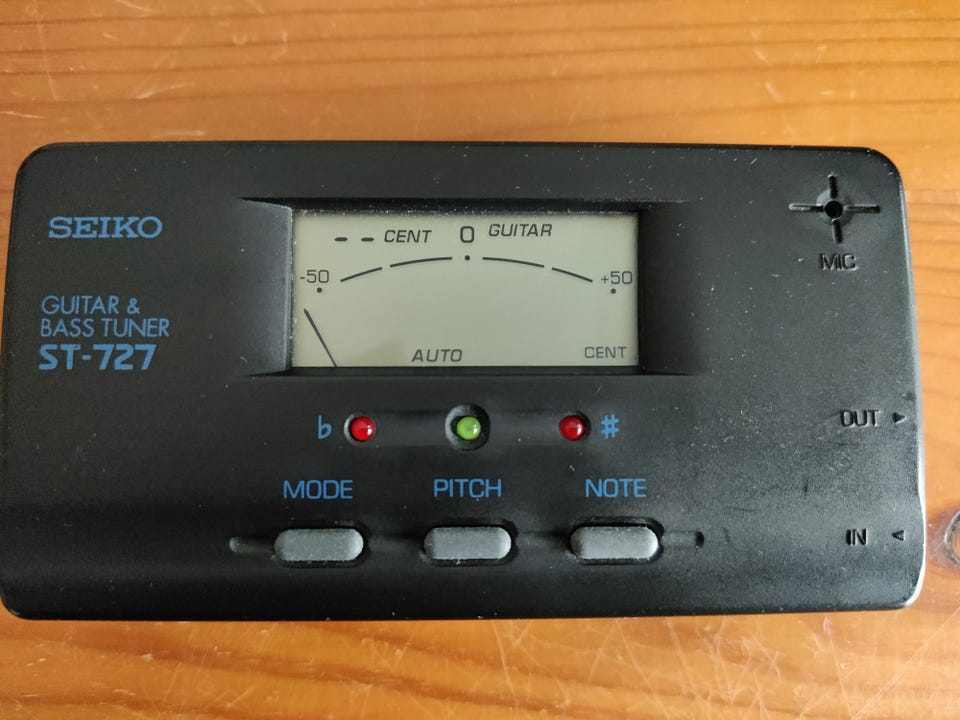 SEIKO
GUITAR &
BASS TUNER
ST-727
-- CENT 0 GUITAR
-50 +50
AUTO CENT
MIC
♭ #
OUT ▸
MODE PITCH NOTE
IN ◂